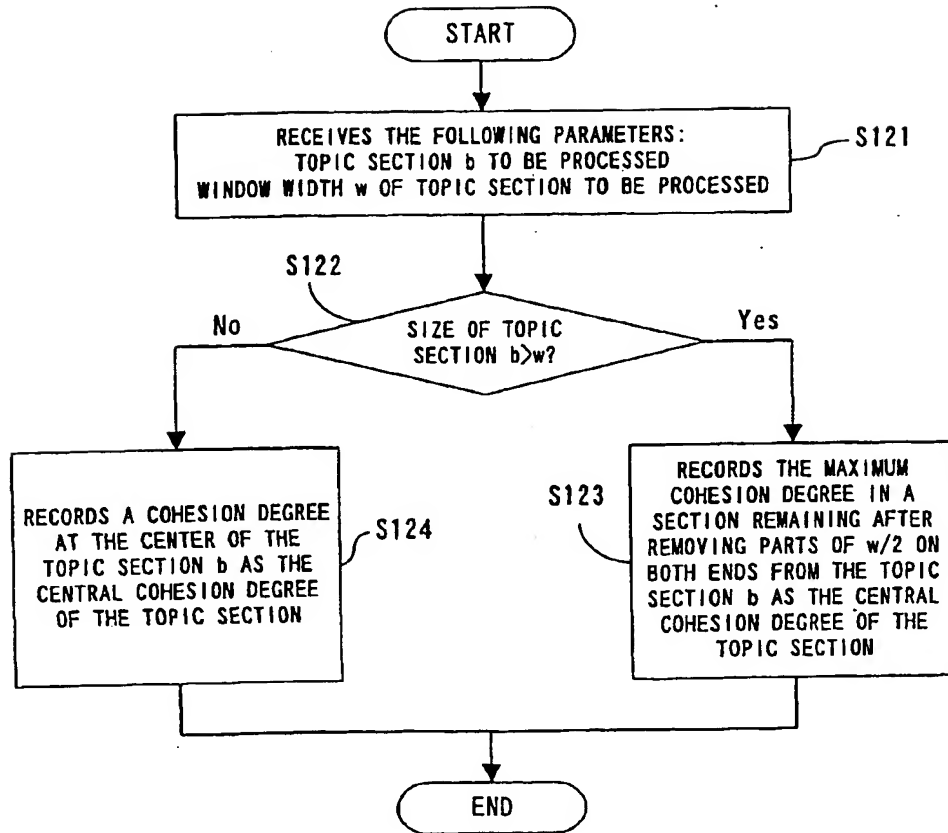 START
RECEIVES THE FOLLOWING PARAMETERS:
TOPIC SECTION b TO BE PROCESSED
WINDOW WIDTH w OF TOPIC SECTION TO BE PROCESSED
S121
S122
SIZE OF TOPIC
SECTION b>w?
No
Yes
RECORDS A COHESION DEGREE
AT THE CENTER OF THE
TOPIC SECTION b AS THE
CENTRAL COHESION DEGREE
OF THE TOPIC SECTION
S124
S123
RECORDS THE MAXIMUM
COHESION DEGREE IN A
SECTION REMAINING AFTER
REMOVING PARTS OF w/2 ON
BOTH ENDS FROM THE TOPIC
SECTION b AS THE CENTRAL
COHESION DEGREE OF THE
TOPIC SECTION
END